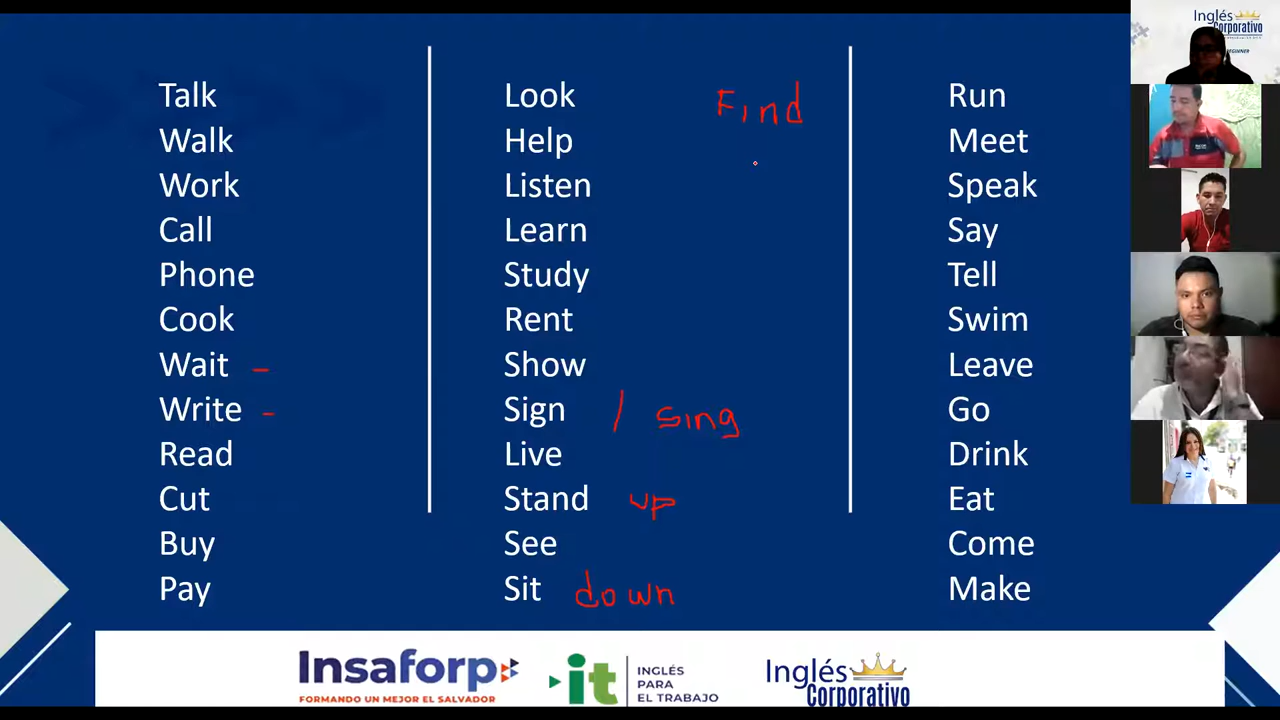 Talk
Walk
Work
Call
Phone
Cook
Wait -
Write -
Read
Cut
Buy
Pay
Look
Help
Listen
Learn
Study
Rent
Show
Sign / sing
Live
Stand up
See
Sit down
Find
Run
Meet
Speak
Say
Tell
Swim
Leave
Go
Drink
Eat
Come
Make
Inglés
Corporativo
BEGINNER
Insaforp
FORMANDO UN MEJOR EL SALVADOR
it
INGLÉS
PARA
EL TRABAJO
Inglés
Corporativo